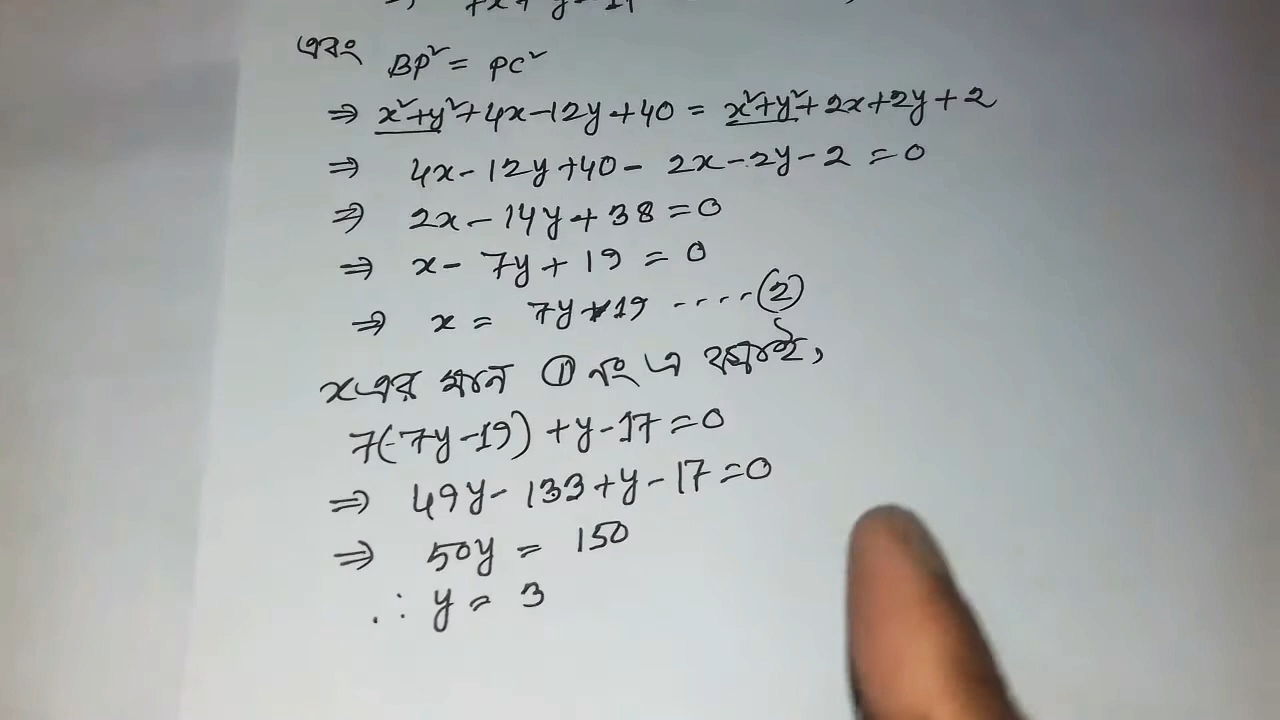 ⇒ 7x+y=17
এবং BP² = PC²
⇒ x²+y²+4x-12y+40 = x²+y²+2x+2y+2
⇒ 4x-12y+40-2x-2y-2=0
⇒ 2x-14y+38=0
⇒ x-7y+19=0
⇒ x = 7y-19 ....(2)
x এর মান ① নং এ বসাই,
7(7y-19)+y-17=0
⇒ 49y-133+y-17=0
⇒ 50y = 150
∴ y = 3